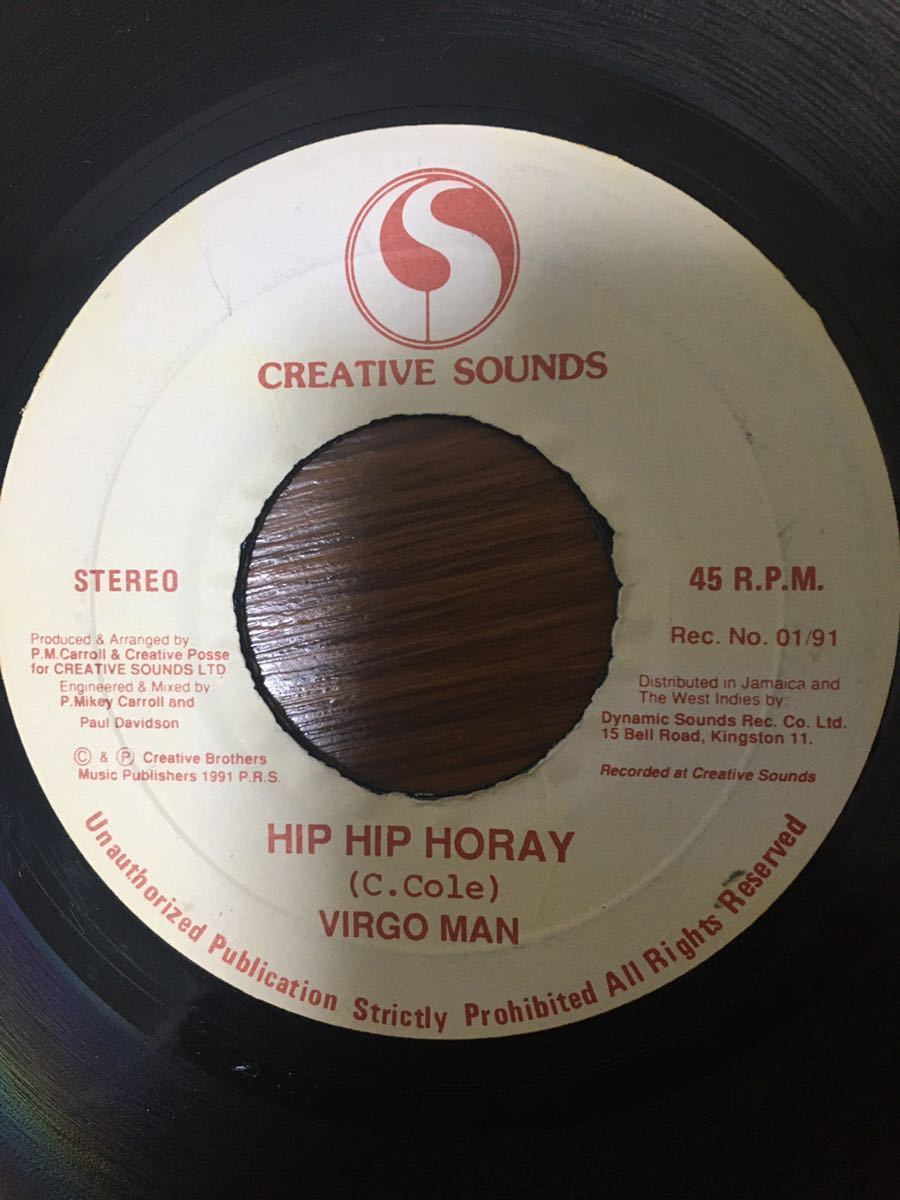 CREATIVE SOUNDS
STEREO
45 R.P.M.
Produced & Arranged by
P.M.Carroll & Creative Posse
for CREATIVE SOUNDS LTD
Engineered & Mixed by:
P.Mikey Carroll and
Paul Davidson
© & ℗ Creative Brothers
Music Publishers 1991 P.R.S.
Rec. No. 01/91
Distributed in Jamaica and
The West Indies by:
Dynamic Sounds Rec. Co. Ltd.
15 Bell Road, Kingston 11.
Recorded at Creative Sounds
HIP HIP HORAY
(C.Cole)
VIRGO MAN
Unauthorized Publication Strictly Prohibited All Rights Reserved